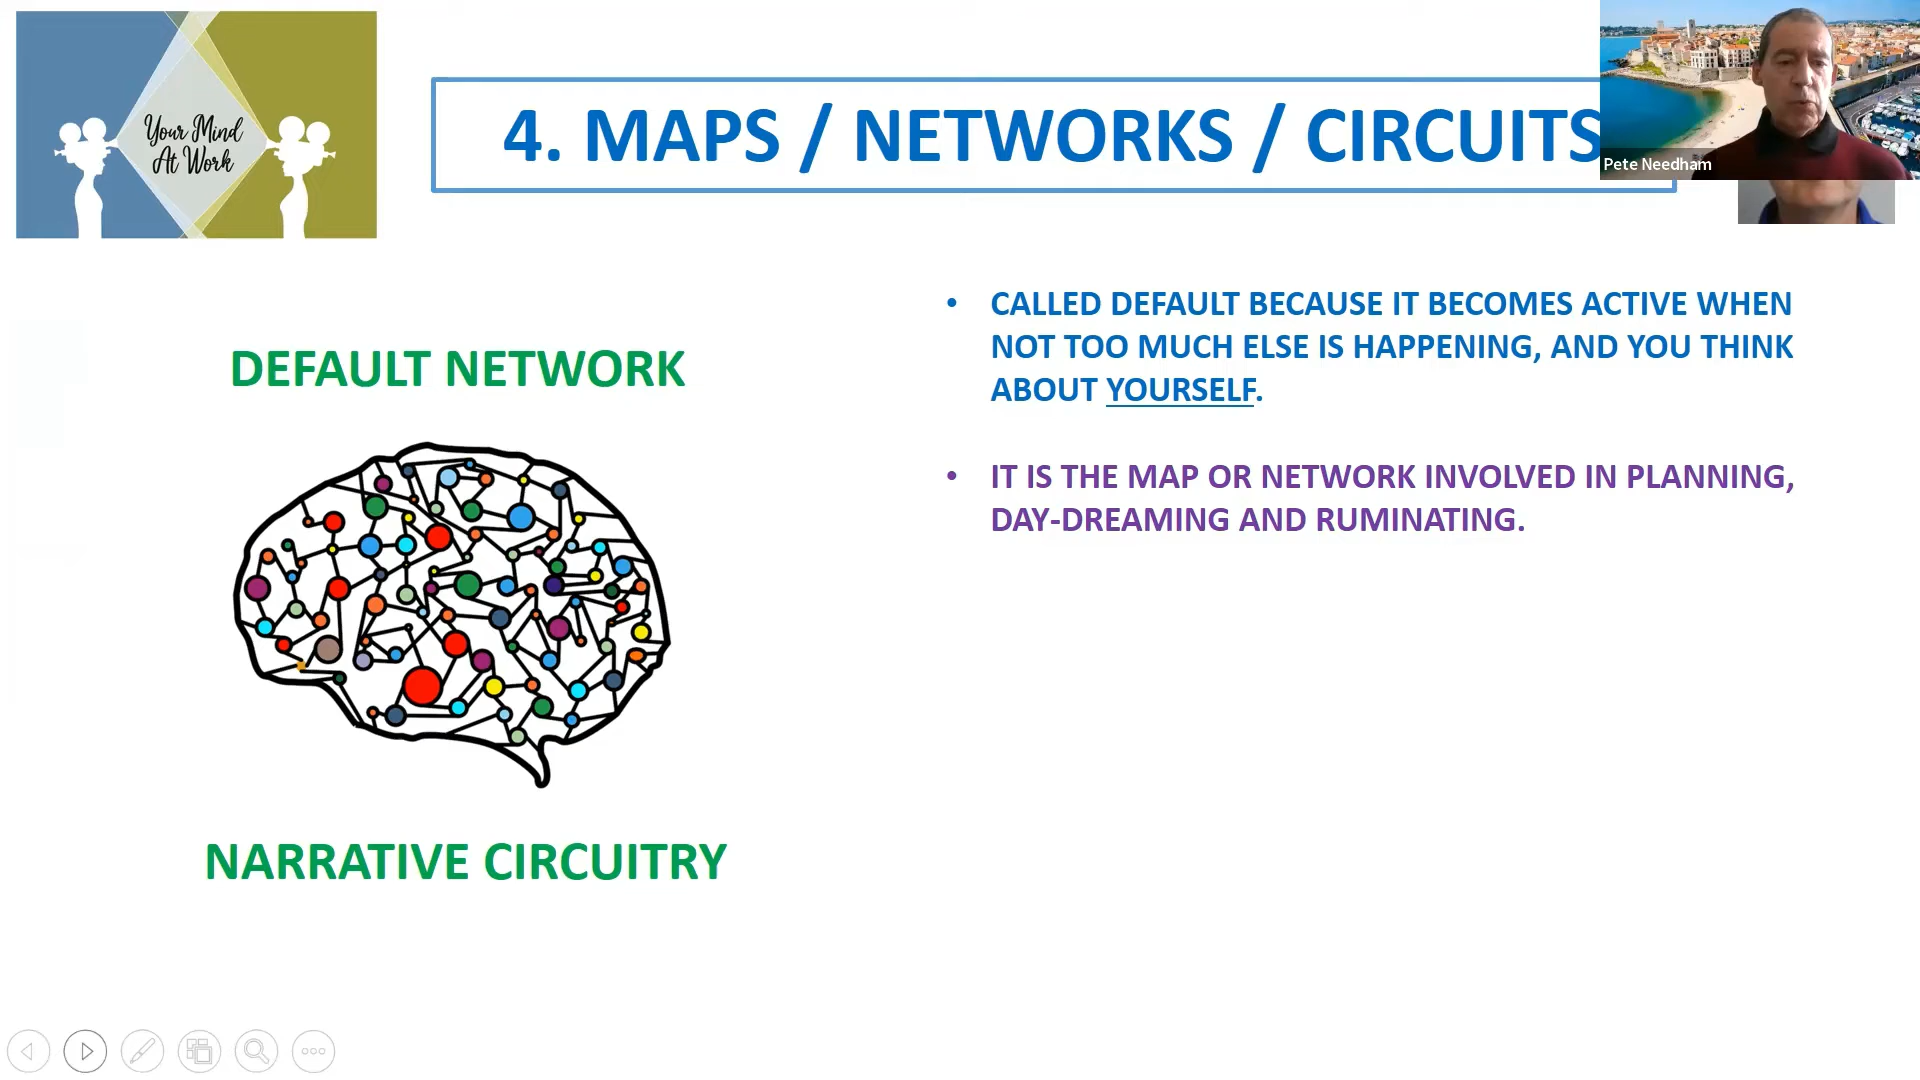 Your Mind
At Work
4. MAPS / NETWORKS / CIRCUITS
Pete Needham
DEFAULT NETWORK
NARRATIVE CIRCUITRY
• CALLED DEFAULT BECAUSE IT BECOMES ACTIVE WHEN
NOT TOO MUCH ELSE IS HAPPENING, AND YOU THINK
ABOUT YOURSELF.
• IT IS THE MAP OR NETWORK INVOLVED IN PLANNING,
DAY-DREAMING AND RUMINATING.